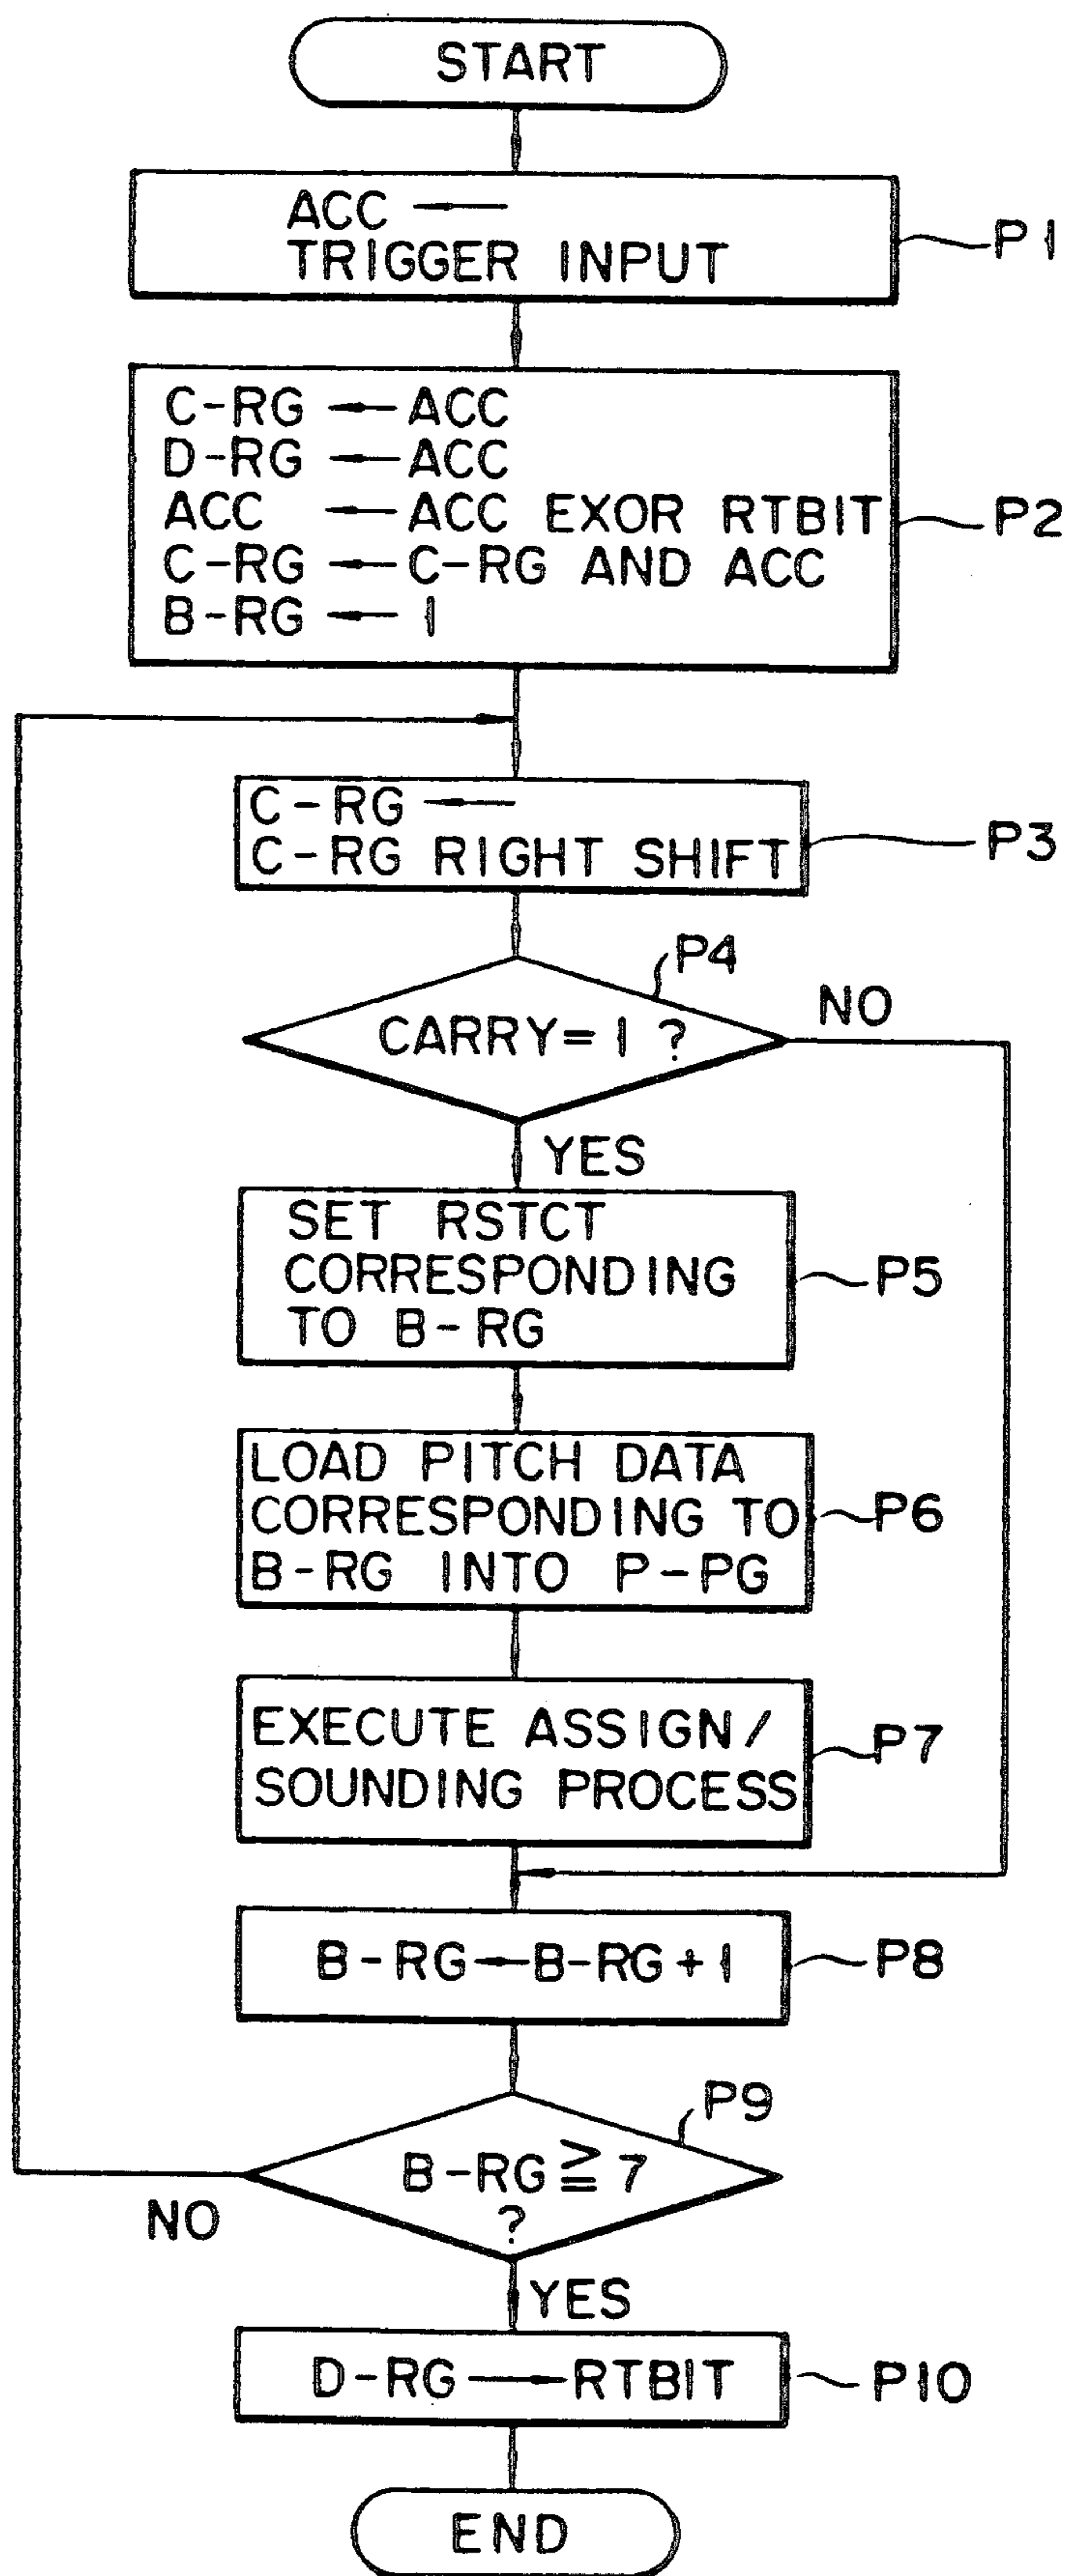 START
ACC ←
TRIGGER INPUT
P1
C-RG ← ACC
D-RG ← ACC
ACC ← ACC EXOR RTBIT
C-RG ← C-RG AND ACC
B-RG ← 1
P2
C-RG ←
C-RG RIGHT SHIFT
P3
P4
CARRY=1 ?
NO
YES
SET RSTCT
CORRESPONDING
TO B-RG
P5
LOAD PITCH DATA
CORRESPONDING TO
B-RG INTO P-PG
P6
EXECUTE ASSIGN/
SOUNDING PROCESS
P7
B-RG←B-RG+1
P8
P9
B-RG≧7
?
NO
YES
D-RG→RTBIT
P10
END